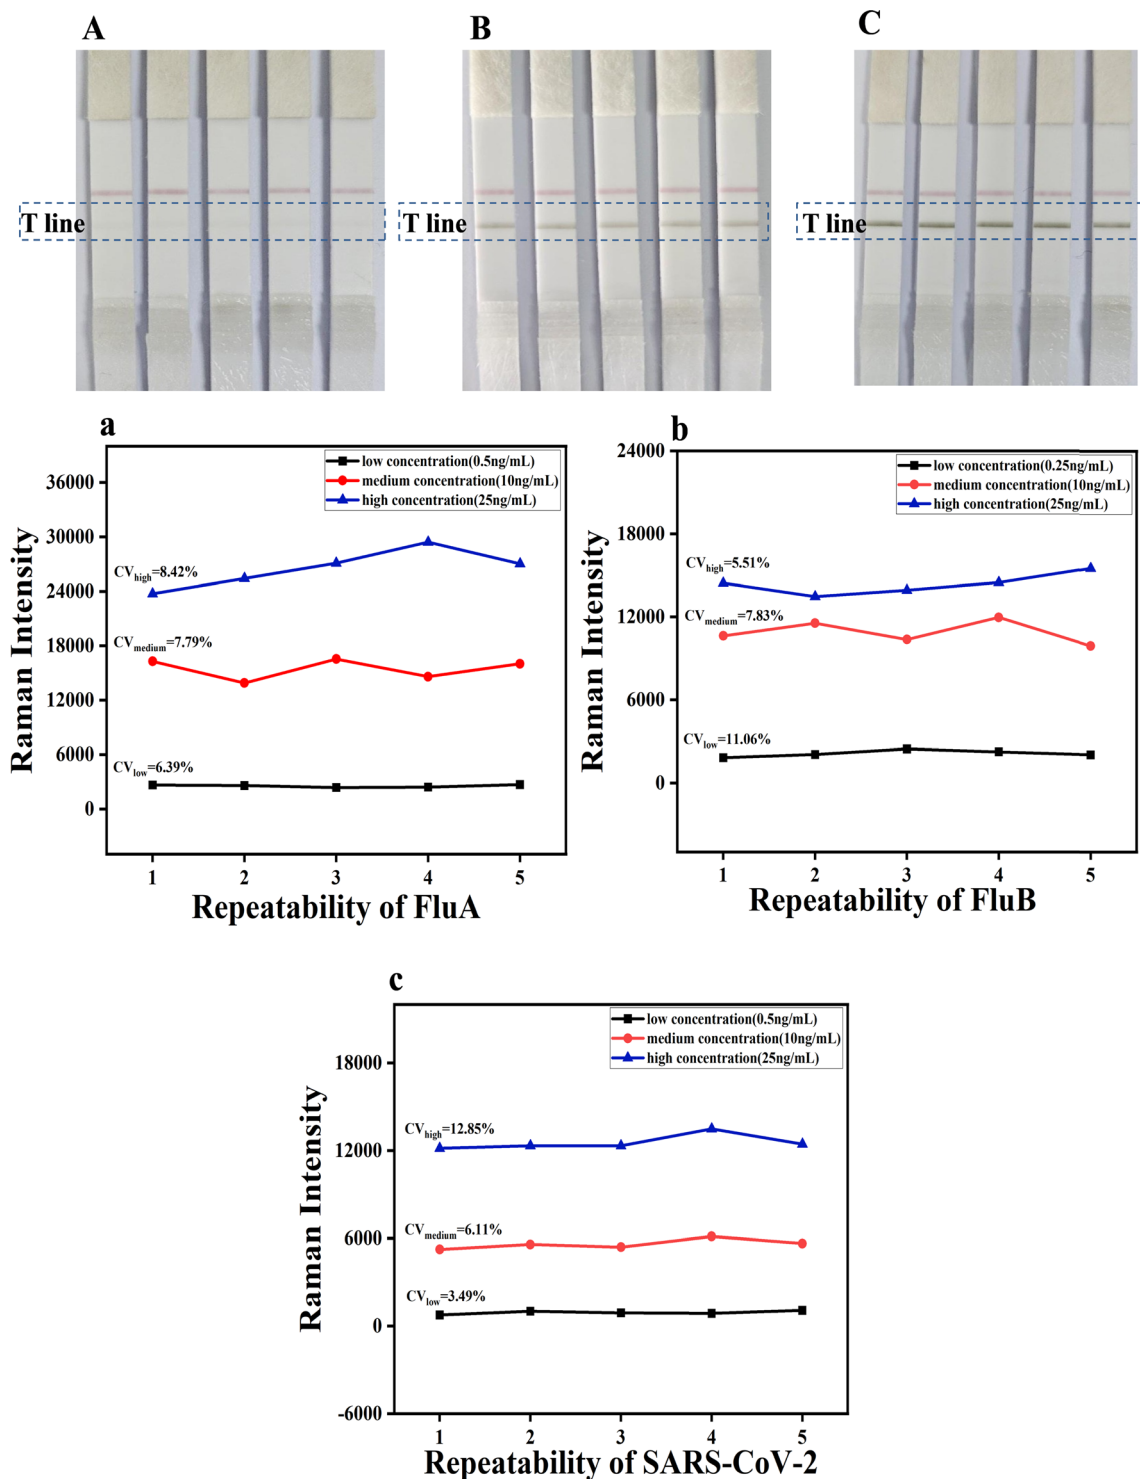 A
B
C
T line
T line
T line
a
low concentration(0.5ng/mL)
medium concentration(10ng/mL)
high concentration(25ng/mL)
36000
30000
24000
18000
12000
6000
0
CVhigh=8.42%
CVmedium=7.79%
CVlow=6.39%
Raman Intensity
1 2 3 4 5
Repeatability of FluA
b
low concentration(0.25ng/mL)
medium concentration(10ng/mL)
high concentration(25ng/mL)
24000
18000
12000
6000
0
CVhigh=5.51%
CVmedium=7.83%
CVlow=11.06%
Raman Intensity
1 2 3 4 5
Repeatability of FluB
c
low concentration(0.5ng/mL)
medium concentration(10ng/mL)
high concentration(25ng/mL)
18000
12000
6000
0
-6000
CVhigh=12.85%
CVmedium=6.11%
CVlow=3.49%
Raman Intensity
1 2 3 4 5
Repeatability of SARS-CoV-2